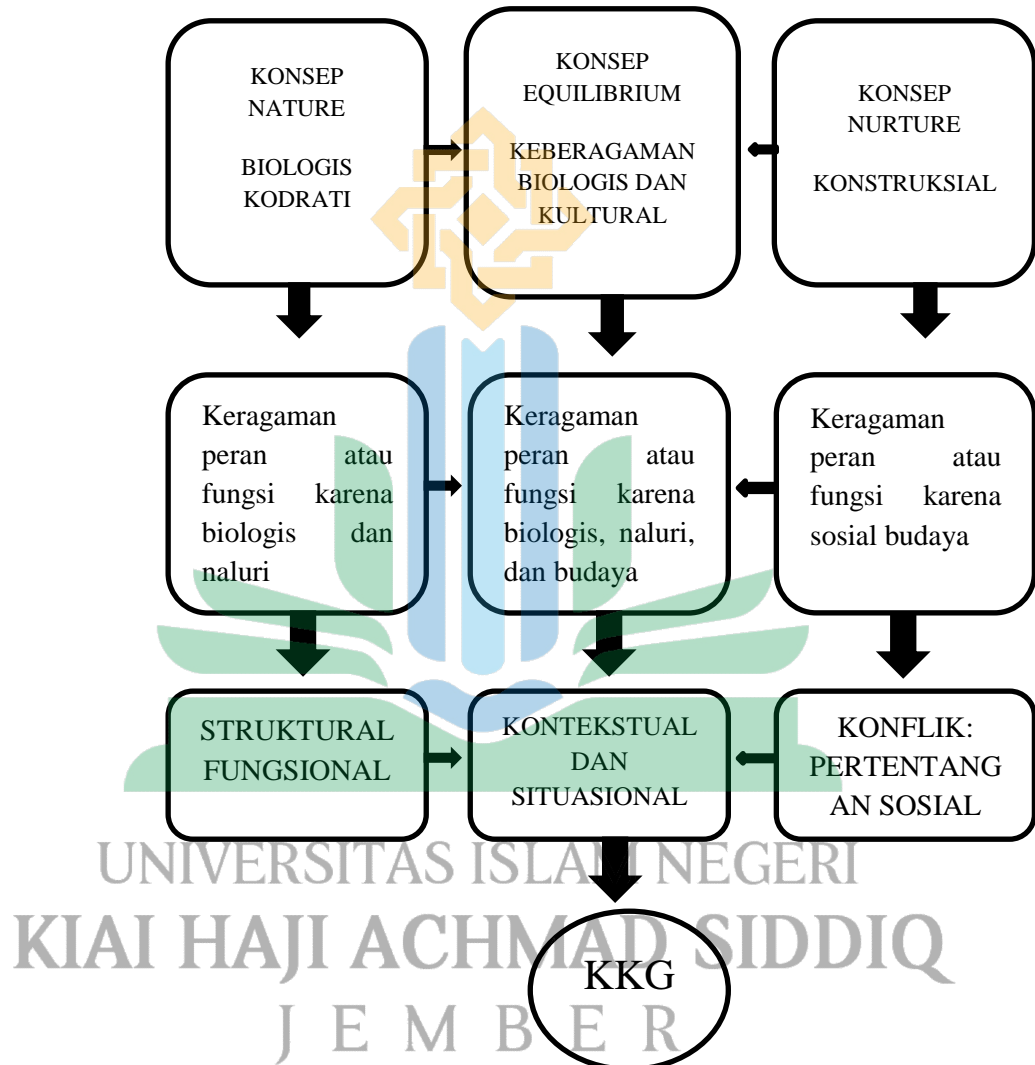 KONSEP
NATURE
BIOLOGIS
KODRATI
KONSEP
EQUILIBRIUM
KEBERAGAMAN
BIOLOGIS DAN
KULTURAL
KONSEP
NURTURE
KONSTRUKSIAL
Keragaman
peran atau
fungsi karena
biologis dan
naluri
Keragaman
peran atau
fungsi karena
biologis, naluri,
dan budaya
Keragaman
peran atau
fungsi karena
sosial budaya
STRUKTURAL
FUNGSIONAL
KONTEKSTUAL
DAN
SITUASIONAL
KONFLIK:
PERTENTANG
AN SOSIAL
KKG
UNIVERSITAS ISLAM NEGERI
KIAI HAJI ACHMAD SIDDIQ
J E M B E R